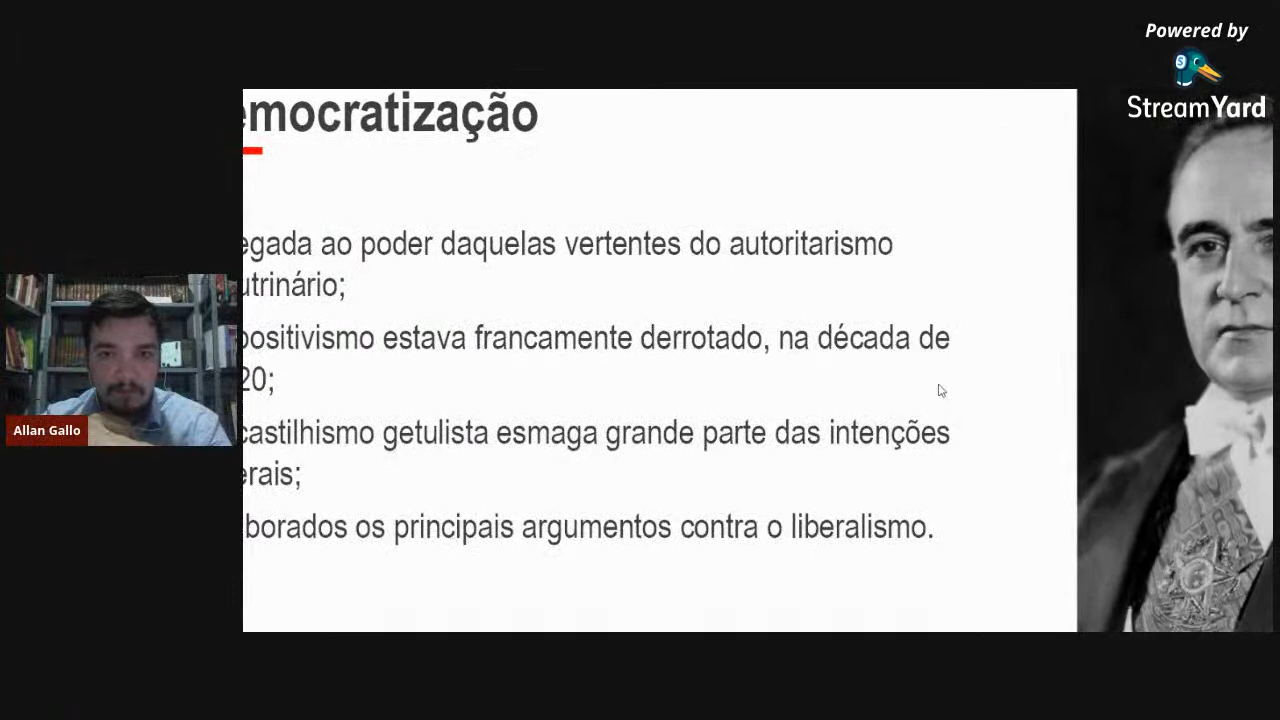 Powered by
StreamYard
emocratização
egada ao poder daquelas vertentes do autoritarismo
utrinário;
positivismo estava francamente derrotado, na década de
20;
castilhismo getulista esmaga grande parte das intenções
erais;
borados os principais argumentos contra o liberalismo.
Allan Gallo